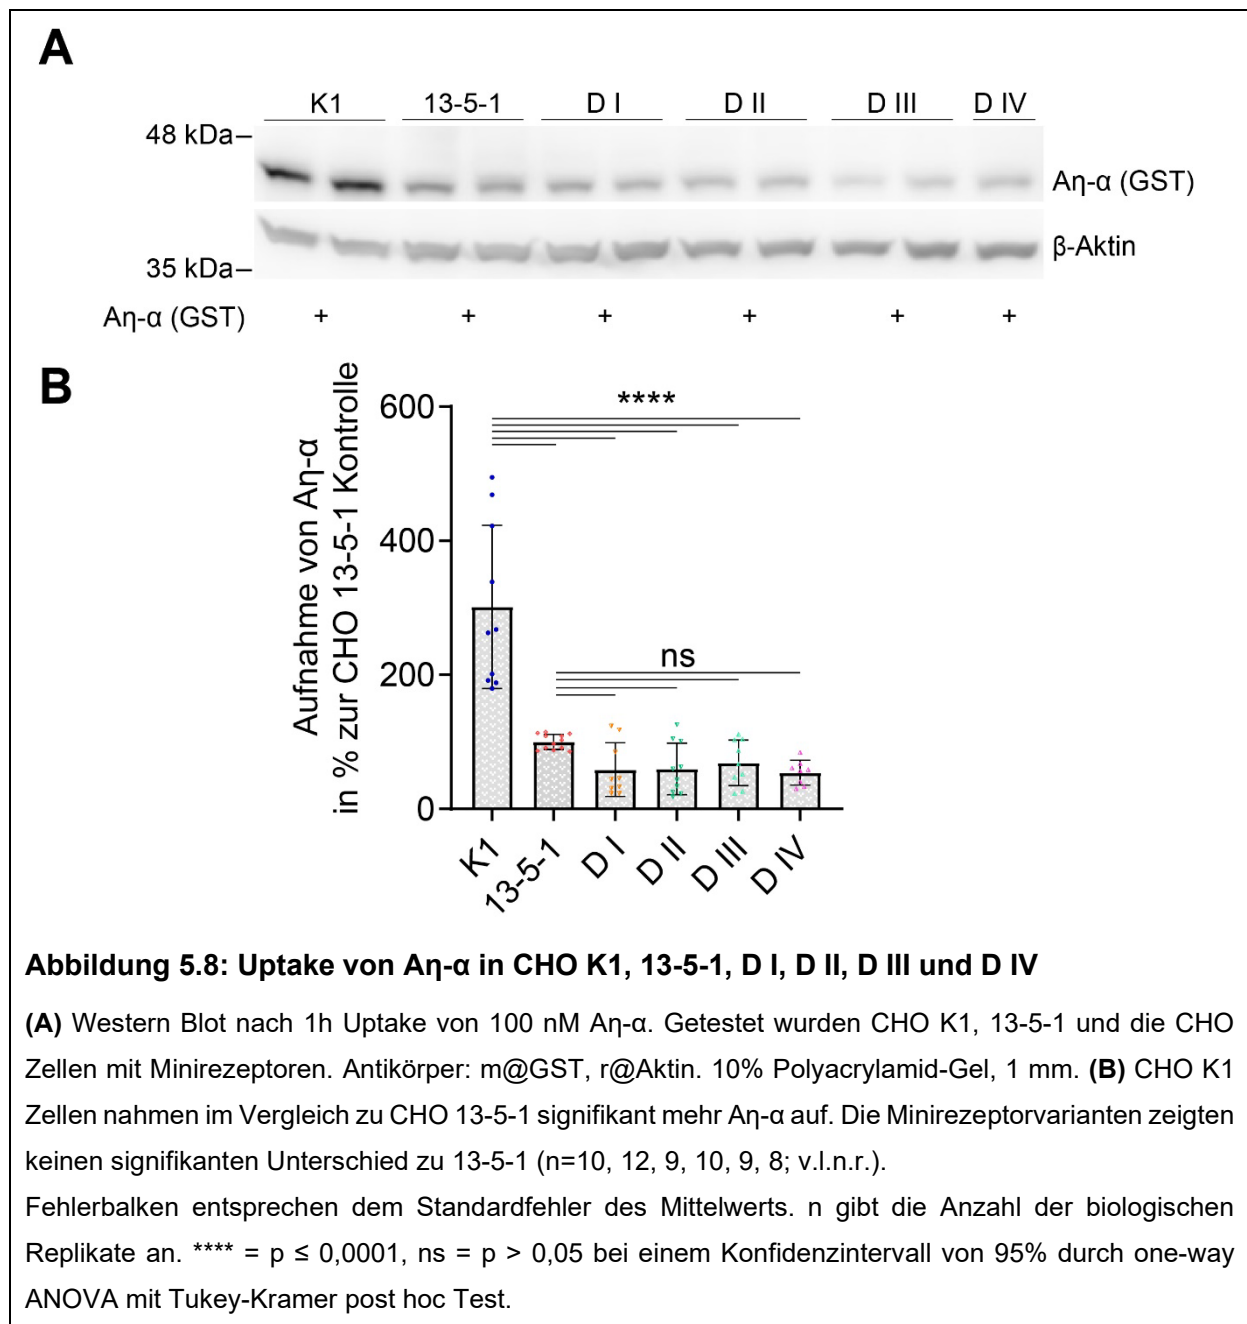 A
K1 13-5-1 D I D II D III D IV
48 kDa
Aη-α (GST)
β-Aktin
35 kDa
Aη-α (GST) + + + + + +
B
Aufnahme von Aη-α
in % zur CHO 13-5-1 Kontrolle
600
400
200
0
****
ns
K1 13-5-1 D I D II D III D IV
Abbildung 5.8: Uptake von Aη-α in CHO K1, 13-5-1, D I, D II, D III und D IV
(A) Western Blot nach 1h Uptake von 100 nM Aη-α. Getestet wurden CHO K1, 13-5-1 und die CHO
Zellen mit Minirezeptoren. Antikörper: m@GST, r@Aktin. 10% Polyacrylamid-Gel, 1 mm. (B) CHO K1
Zellen nahmen im Vergleich zu CHO 13-5-1 signifikant mehr Aη-α auf. Die Minirezeptorvarianten zeigten
keinen signifikanten Unterschied zu 13-5-1 (n=10, 12, 9, 10, 9, 8; v.l.n.r.).
Fehlerbalken entsprechen dem Standardfehler des Mittelwerts. n gibt die Anzahl der biologischen
Replikate an. **** = p ≤ 0,0001, ns = p > 0,05 bei einem Konfidenzintervall von 95% durch one-way
ANOVA mit Tukey-Kramer post hoc Test.